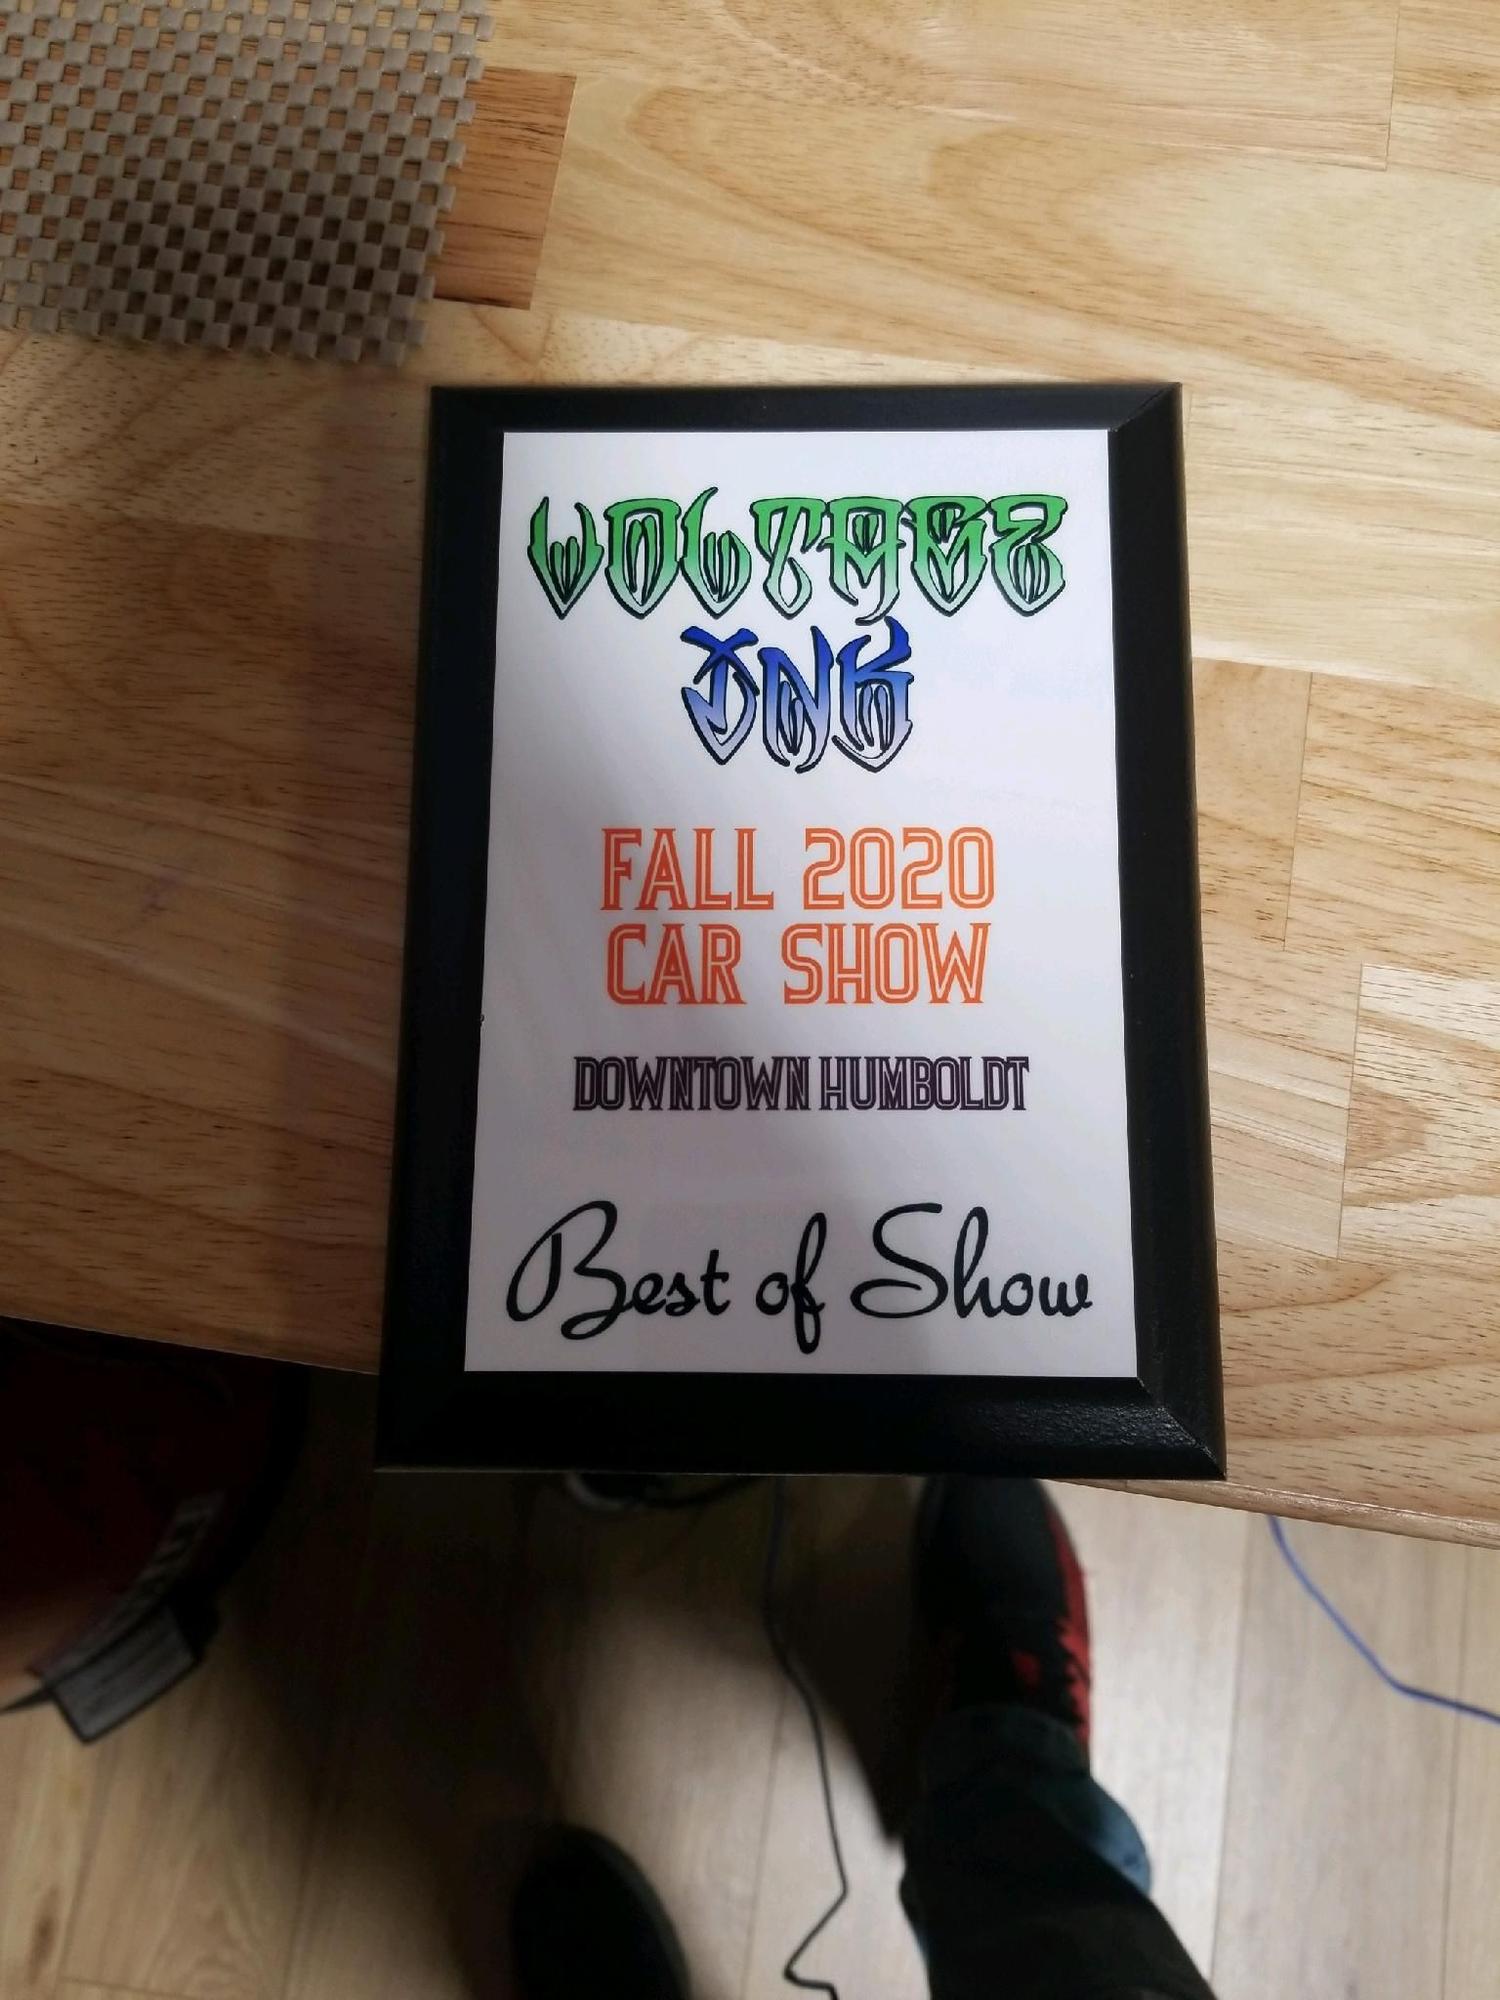 VOLTAGE
INK
FALL 2020
CAR SHOW
DOWNTOWN HUMBOLDT
Best of Show